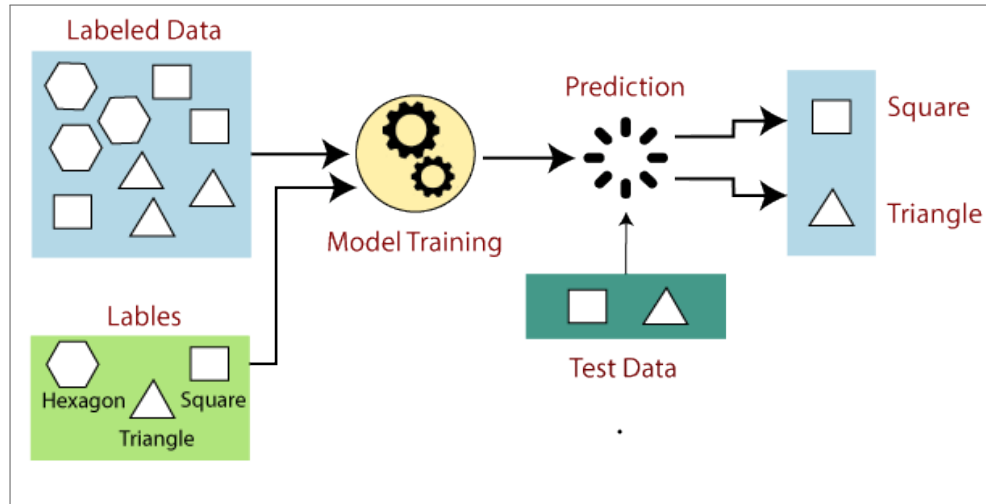 Labeled Data
Prediction
Square
Triangle
Model Training
Lables
Hexagon
Square
Triangle
Test Data